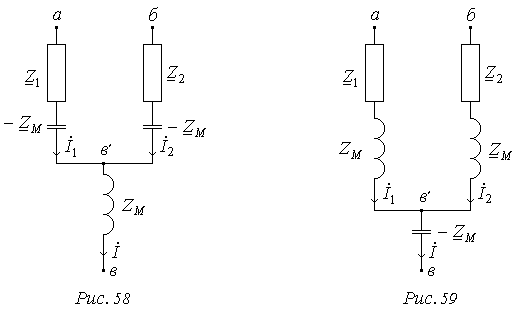 а б а б
Z1 Z2 Z1 Z2
– ZM – ZM
İ1 İ2 ZM ZM
в′ İ1 в′ İ2
ZM – ZM
İ İ
в в
Рис. 58 Рис. 59